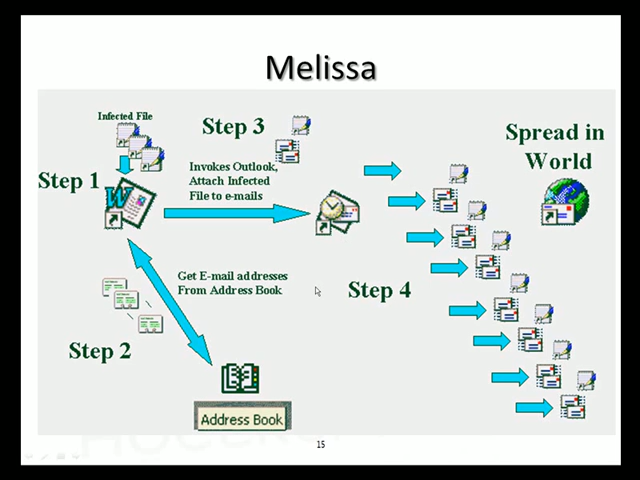 Melissa
Infected File
Step 3
Spread in
World
Invokes Outlook,
Attach Infected
File to e-mails
Step 1
W
Get E-mail addresses
From Address Book
Step 4
Step 2
Address Book
15